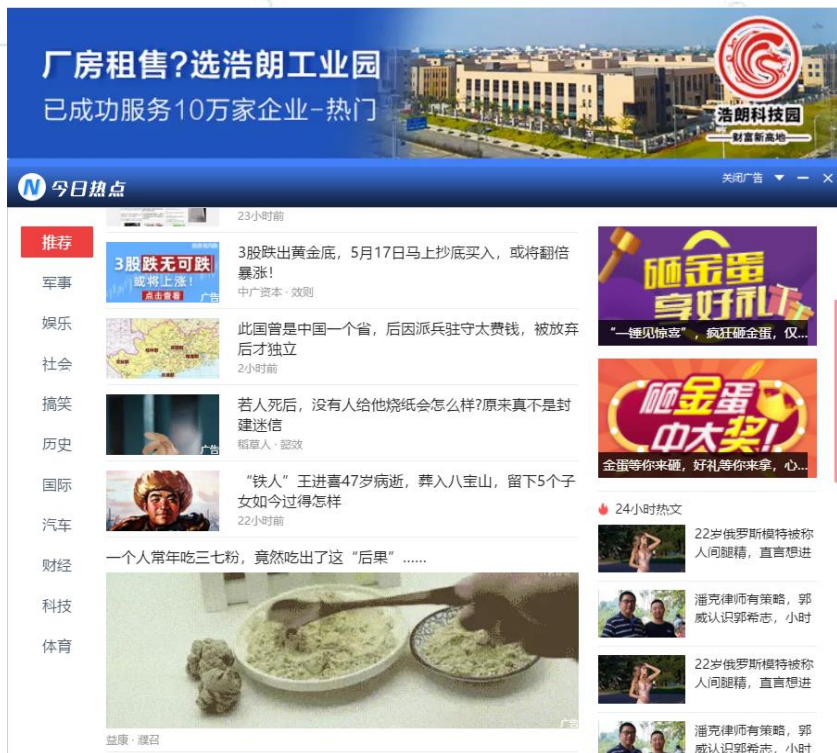 厂房租售?选浩朗工业园
已成功服务10万家企业-热门
浩朗科技园
财富新高地
N 今日热点
关闭广告
推荐
军事
娱乐
社会
搞笑
历史
国际
汽车
财经
科技
体育
23小时前
3股跌无可跌
或将上涨!
点击查看
广告
3股跌出黄金底，5月17日马上抄底买入，或将翻倍
暴涨!
中广资本 · 效则
此国曾是中国一个省，后因派兵驻守太费钱，被放弃
后才独立
2小时前
广告
若人死后，没有人给他烧纸会怎么样?原来真不是封
建迷信
稻草人 · 韶效
“铁人”王进喜47岁病逝，葬入八宝山，留下5个子
女如今过得怎样
22小时前
一个人常年吃三七粉，竟然吃出了这“后果”……
广告
益康 · 濮召
砸金蛋
享好礼
“一锤见惊喜”，疯狂砸金蛋，仅...
砸金蛋
中大奖!
金蛋等你来砸，好礼等你来拿，心...
24小时热文
22岁俄罗斯模特被称
人间腿精，直言想进
潘克律师有策略，郭
威认识郭希志，小时
22岁俄罗斯模特被称
人间腿精，直言想进
潘克律师有策略，郭
威认识郭希志，小时